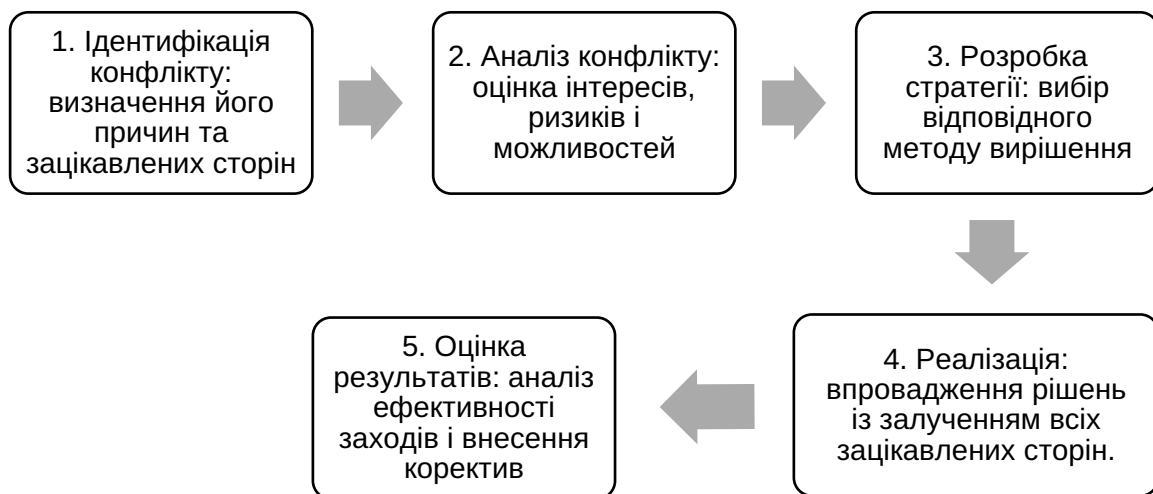 1. Ідентифікація
конфлікту:
визначення його
причин та
зацікавлених сторін
2. Аналіз конфлікту:
оцінка інтересів,
ризиків і
можливостей
3. Розробка
стратегії: вибір
відповідного
методу вирішення
4. Реалізація:
впровадження рішень
із залученням всіх
зацікавлених сторін.
5. Оцінка
результатів: аналіз
ефективності
заходів і внесення
коректив